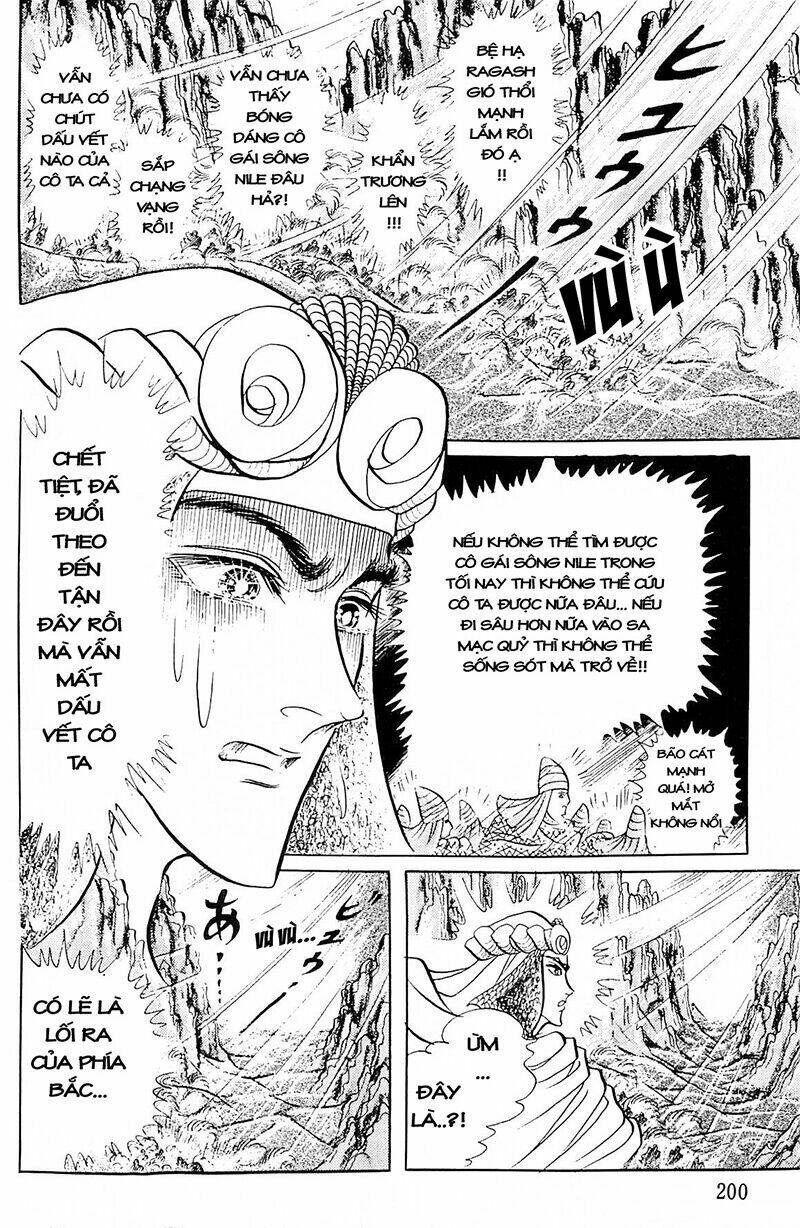 BỆ HẠ
RAGASH
GIÓ THỔI
MẠNH
LẮM RỒI
ĐÓ Ạ
!!
KHẨN
TRƯƠNG
LÊN
!!!
VẪN CHƯA
THẤY
BÓNG
DÁNG CÔ
GÁI SÔNG
NILE ĐÂU
HẢ?!
SẮP
CHẠNG
VẠNG
RỒI!
VẪN
CHƯA CÓ
CHÚT
DẤU VẾT
NÀO CỦA
CÔ TA CẢ
ヒュウゥゥ
VÙ Ù
NẾU KHÔNG THỂ TÌM ĐƯỢC
CÔ GÁI SÔNG NILE TRONG
TỐI NAY THÌ KHÔNG THỂ CỨU
CÔ TA ĐƯỢC NỮA ĐÂU... NẾU
ĐI SÂU HƠN NỮA VÀO SA
MẠC QUỶ THÌ KHÔNG THỂ
SỐNG SÓT MÀ TRỞ VỀ!!
BÃO CÁT
MẠNH
QUÁ! MỞ
MẮT
KHÔNG NỔI
CHẾT
TIỆT, ĐÃ
ĐUỔI
THEO
ĐẾN
TẬN
ĐÂY RỒI
MÀ VẪN
MẤT
DẤU
VẾT CÔ
TA
ỪM
...
ĐÂY
LÀ..?!
ヒュウ
VÙ VÙ...
あ
CÓ LẼ LÀ
LỐI RA
CỦA PHÍA
BẮC...
200